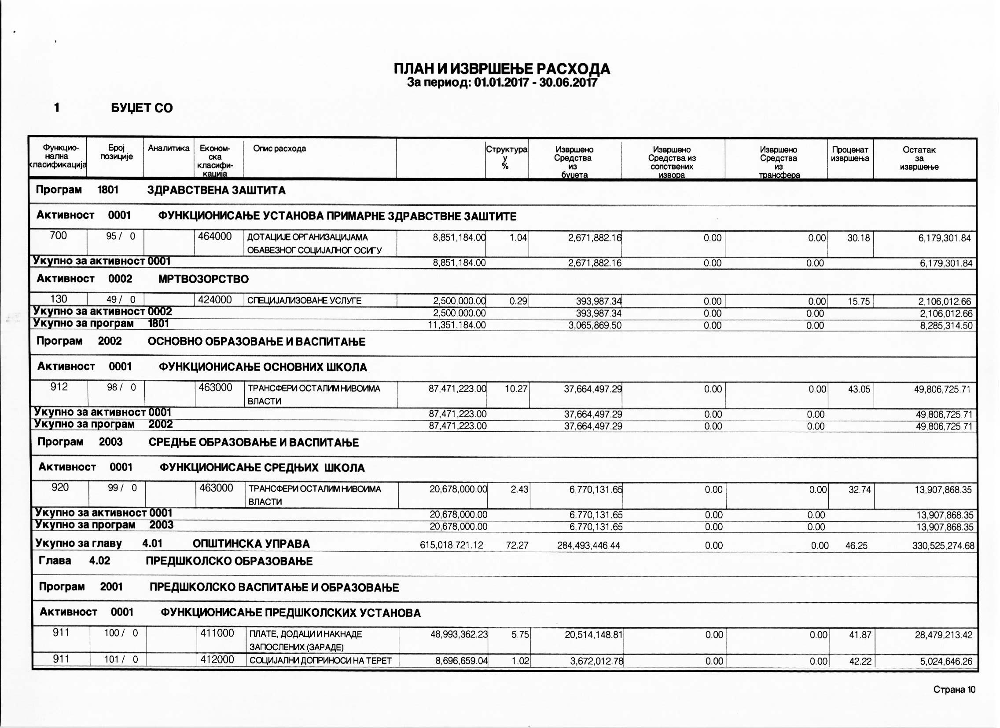 ПЛАН И ИЗВРШЕЊЕ РАСХОДА
За период: 01.01.2017 - 30.06.2017
1 БУЏЕТ СО
Функцио- Број Аналитика Економ- Опис расхода Структура Извршено Извршено Извршено Проценат Остатак
нална позиције ска у Средства Средства из Средства извршења за
класификација класифи- % из сопствених из извршење
кација буџета извора трансфера
Програм 1801 ЗДРАВСТВЕНА ЗАШТИТА
Активност 0001 ФУНКЦИОНИСАЊЕ УСТАНОВА ПРИМАРНЕ ЗДРАВСТВНЕ ЗАШТИТЕ
700 95 / 0 464000 ДОТАЦИЈЕ ОРГАНИЗАЦИЈАМА 8,851,184.00 1.04 2,671,882.16 0.00 0.00 30.18 6,179,301.84
ОБАВЕЗНОГ СОЦИЈАЛНОГ ОСИГУ
Укупно за активност 0001 8,851,184.00 2,671,882.16 0.00 0.00 6,179,301.84
Активност 0002 МРТВОЗОРСТВО
130 49 / 0 424000 СПЕЦИЈАЛИЗОВАНЕ УСЛУГЕ 2,500,000.00 0.29 393,987.34 0.00 0.00 15.75 2,106,012.66
Укупно за активност 0002 2,500,000.00 393,987.34 0.00 0.00 2,106,012.66
Укупно за програм 1801 11,351,184.00 3,065,869.50 0.00 0.00 8,285,314.50
Програм 2002 ОСНОВНО ОБРАЗОВАЊЕ И ВАСПИТАЊЕ
Активност 0001 ФУНКЦИОНИСАЊЕ ОСНОВНИХ ШКОЛА
912 98 / 0 463000 ТРАНСФЕРИ ОСТАЛИМ НИВОИМА 87,471,223.00 10.27 37,664,497.29 0.00 0.00 43.05 49,806,725.71
ВЛАСТИ
Укупно за активност 0001 87,471,223.00 37,664,497.29 0.00 0.00 49,806,725.71
Укупно за програм 2002 87,471,223.00 37,664,497.29 0.00 0.00 49,806,725.71
Програм 2003 СРЕДЊЕ ОБРАЗОВАЊЕ И ВАСПИТАЊЕ
Активност 0001 ФУНКЦИОНИСАЊЕ СРЕДЊИХ ШКОЛА
920 99 / 0 463000 ТРАНСФЕРИ ОСТАЛИМ НИВОИМА 20,678,000.00 2.43 6,770,131.65 0.00 0.00 32.74 13,907,868.35
ВЛАСТИ
Укупно за активност 0001 20,678,000.00 6,770,131.65 0.00 0.00 13,907,868.35
Укупно за програм 2003 20,678,000.00 6,770,131.65 0.00 0.00 13,907,868.35
Укупно за главу 4.01 ОПШТИНСКА УПРАВА 615,018,721.12 72.27 284,493,446.44 0.00 0.00 46.25 330,525,274.68
Глава 4.02 ПРЕДШКОЛСКО ОБРАЗОВАЊЕ
Програм 2001 ПРЕДШКОЛСКО ВАСПИТАЊЕ И ОБРАЗОВАЊЕ
Активност 0001 ФУНКЦИОНИСАЊЕ ПРЕДШКОЛСКИХ УСТАНОВА
911 100 / 0 411000 ПЛАТЕ, ДОДАЦИ И НАКНАДЕ 48,993,362.23 5.75 20,514,148.81 0.00 0.00 41.87 28,479,213.42
ЗАПОСЛЕНИХ (ЗАРАДЕ)
911 101 / 0 412000 СОЦИЈАЛНИ ДОПРИНОСИ НА ТЕРЕТ 8,696,659.04 1.02 3,672,012.78 0.00 0.00 42.22 5,024,646.26
Страна 10